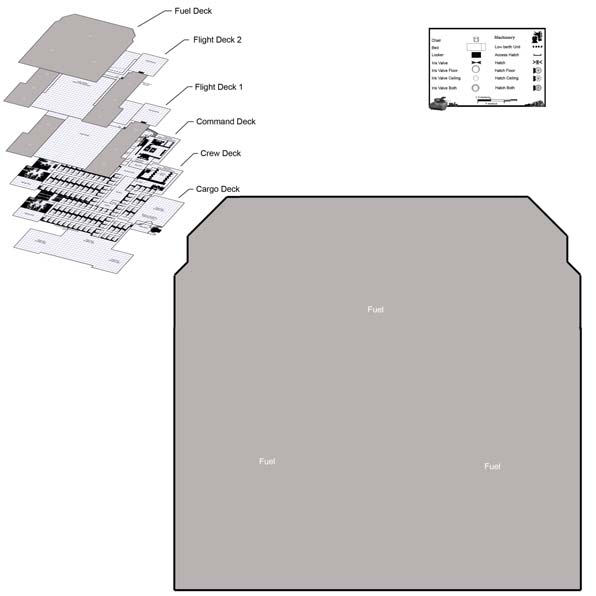 Fuel Deck
Flight Deck 2
Flight Deck 1
Command Deck
Crew Deck
Cargo Deck
Chair
Machinery
Bed
Low berth Unit
Locker
Access Hatch
Iris Valve
Hatch
Iris Valve Floor
Hatch Floor
Iris Valve Ceiling
Hatch Ceiling
Iris Valve Both
Hatch Both
Fuel
Fuel
Fuel